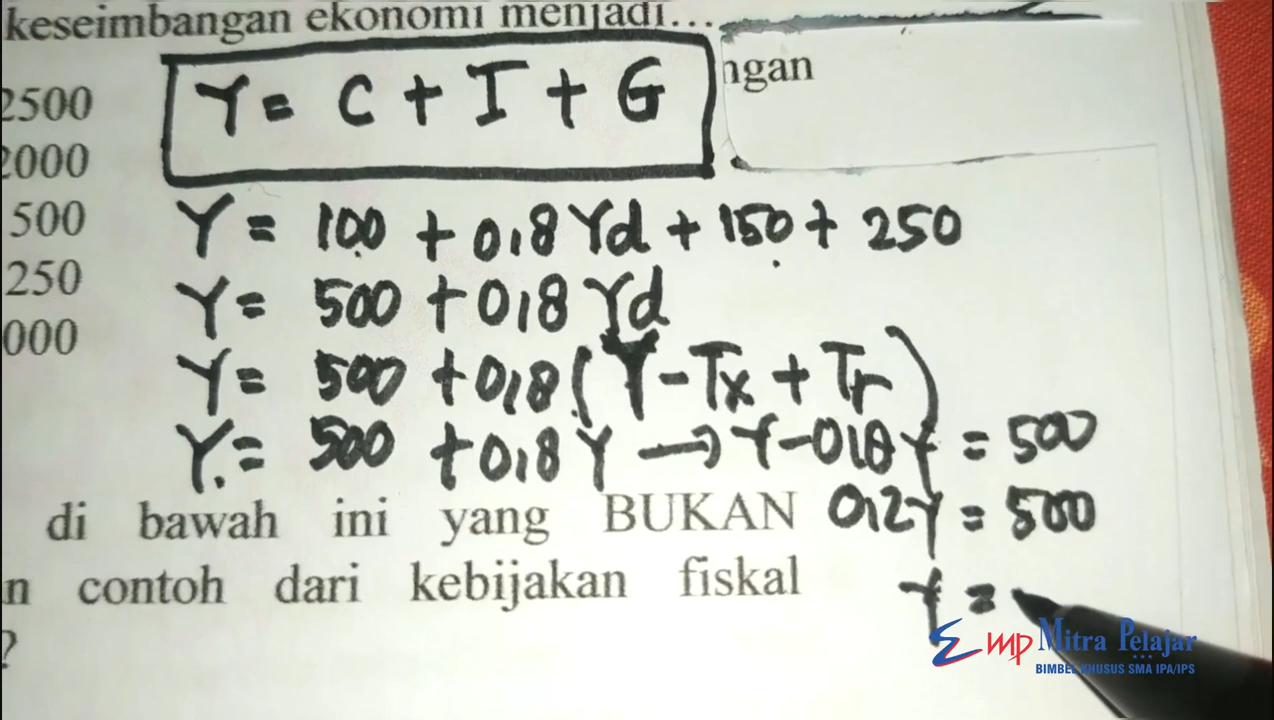 keseimbangan ekonomi menjadi...
ngan
Y = C + I + G
2500
2000
500
250
000
Y = 100 + 0,8 Yd + 150 + 250
Y = 500 + 0,8 Yd
Y = 500 + 0,8 (Y - Tx + Tr)
Y = 500 + 0,8 Y → Y - 0,8 Y = 500
0,2 Y = 500
Y =
di bawah ini yang BUKAN
n contoh dari kebijakan fiskal
?
Emp Mitra Pelajar
BIMBEL KHUSUS SMA IPA/IPS